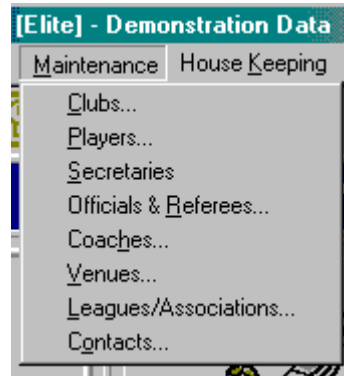 [Elite] - Demonstration Data
Maintenance House Keeping
Clubs...
Players...
Secretaries
Officials & Referees...
Coaches...
Venues...
Leagues/Associations...
Contacts...